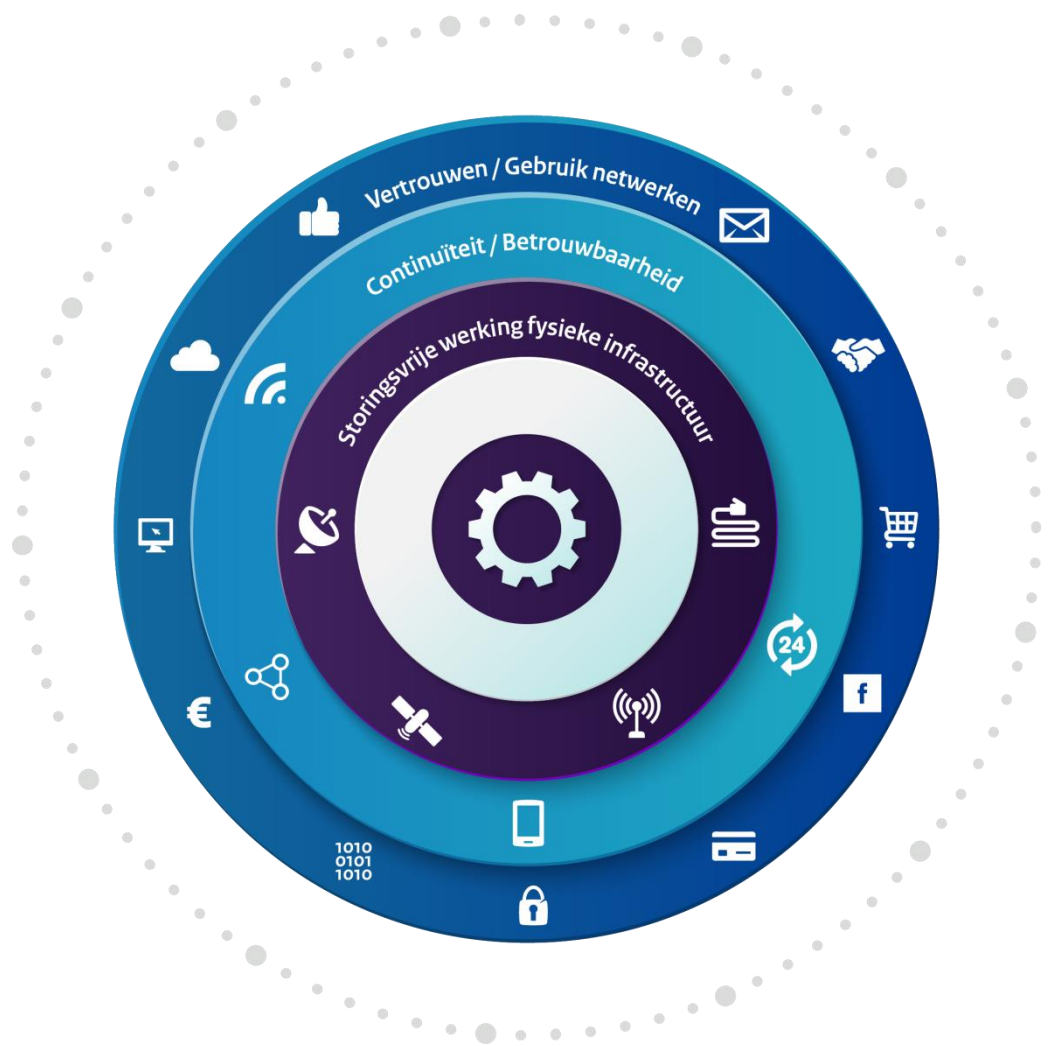 Vertrouwen / Gebruik netwerken
Continuïteit / Betrouwbaarheid
Storingsvrije werking fysieke infrastructuur
24
€
f
1010
0101
1010